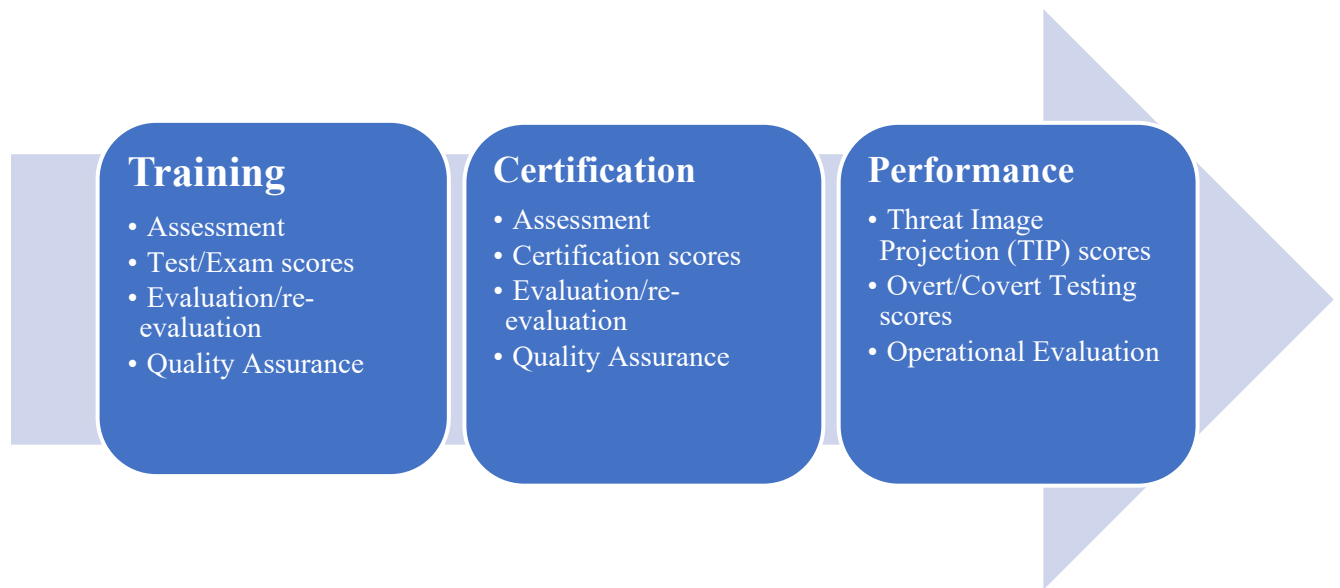 Training
• Assessment
• Test/Exam scores
• Evaluation/re-
evaluation
• Quality Assurance
Certification
• Assessment
• Certification scores
• Evaluation/re-
evaluation
• Quality Assurance
Performance
• Threat Image
Projection (TIP) scores
• Overt/Covert Testing
scores
• Operational Evaluation